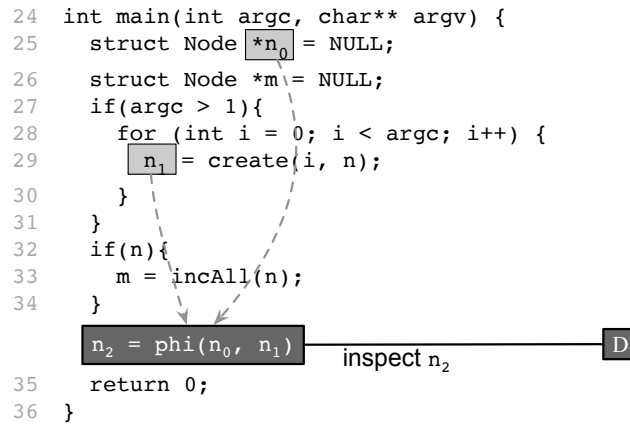 24 int main(int argc, char** argv) {
25 struct Node *n₀ = NULL;
26 struct Node *m = NULL;
27 if(argc > 1){
28 for (int i = 0; i < argc; i++) {
29 n₁ = create(i, n);
30 }
31 }
32 if(n){
33 m = incAll(n);
34 }
n₂ = phi(n₀, n₁)
inspect n₂
D
35 return 0;
36 }